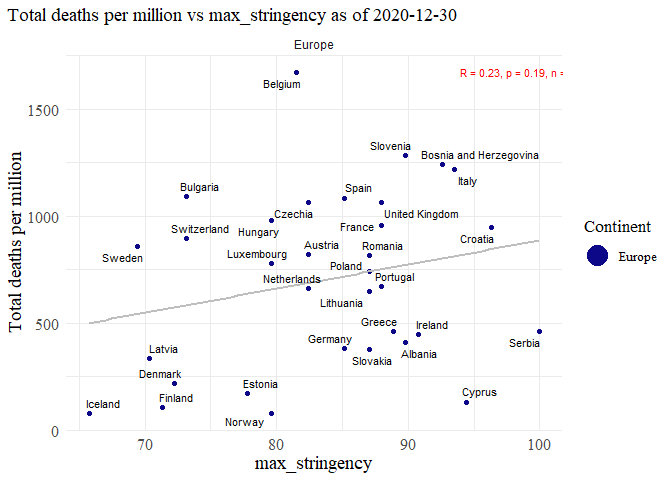 Total deaths per million vs max_stringency as of 2020-12-30
Europe
R = 0.23, p = 0.19, n =
Belgium
1500
Slovenia
Bosnia and Herzegovina
Italy
Bulgaria
Spain
1000
Czechia
United Kingdom
Switzerland
Hungary
France
Croatia
Sweden
Luxembourg
Austria
Romania
Netherlands
Poland
Portugal
Lithuania
500
Greece
Ireland
Germany
Albania
Slovakia
Serbia
Latvia
Denmark
Estonia
Cyprus
Iceland
Finland
Norway
0
70
80
90
100
max_stringency
Total deaths per million
Continent
Europe